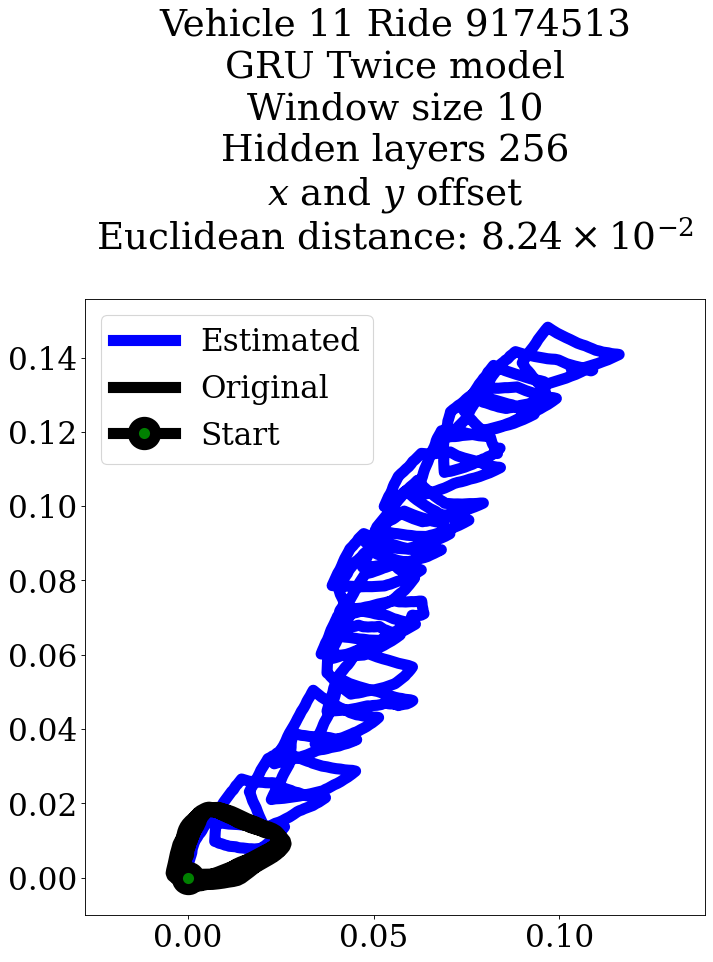 Vehicle 11 Ride 9174513
GRU Twice model
Window size 10
Hidden layers 256
x and y offset
Euclidean distance: 8.24 × 10⁻²
Estimated
Original
Start
0.14
0.12
0.10
0.08
0.06
0.04
0.02
0.00
0.00 0.05 0.10